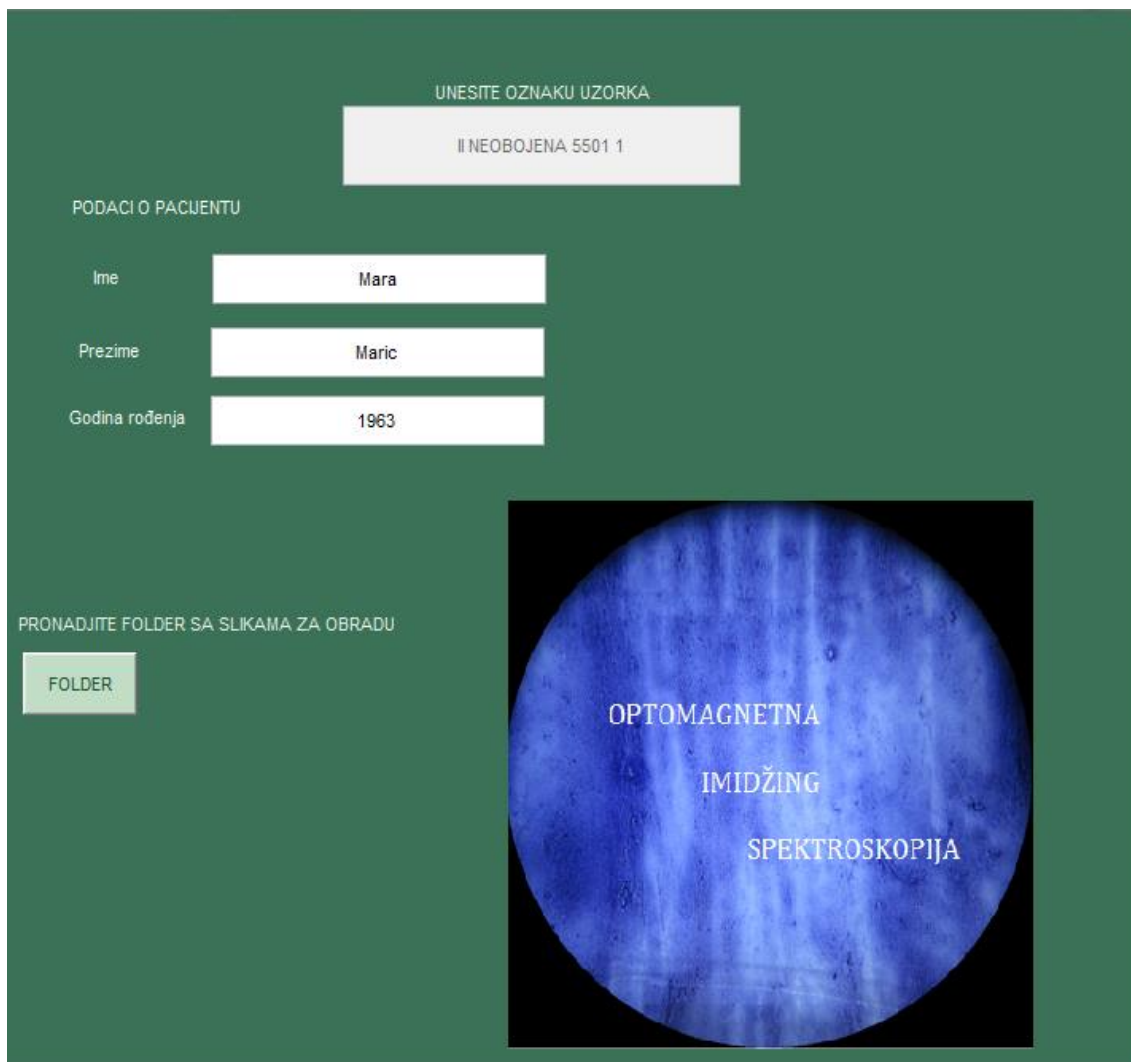 UNESITE OZNAKU UZORKA
II NEOBOJENA 5501 1
PODACI O PACIJENTU
Ime
Mara
Prezime
Maric
Godina rođenja
1963
PRONADJITE FOLDER SA SLIKAMA ZA OBRADU
FOLDER
OPTOMAGNETNA
IMIDŽING
SPEKTROSKOPIJA